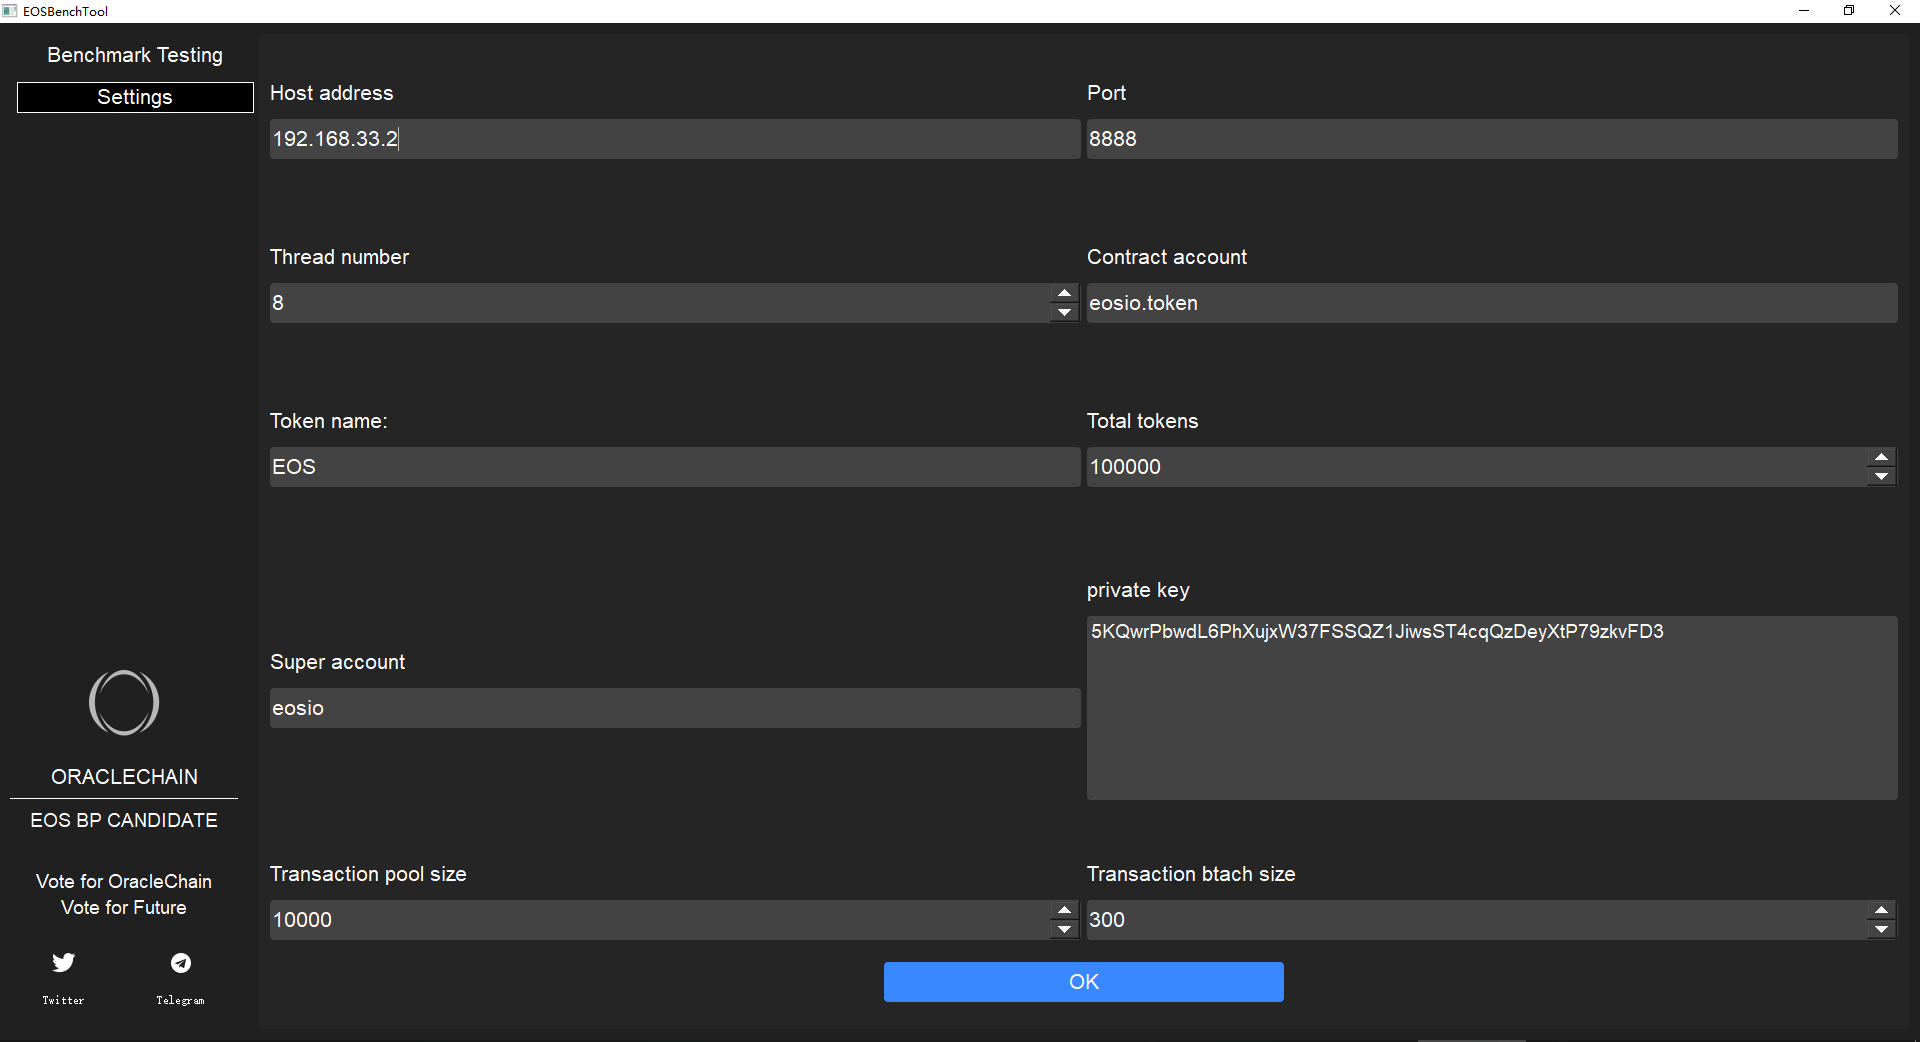 EOSBenchTool
Benchmark Testing
Settings
Host address
192.168.33.2
Port
8888
Thread number
8
Contract account
eosio.token
Token name:
EOS
Total tokens
100000
Super account
eosio
private key
5KQwrPbwdL6PhXujxW37FSSQZ1JiwsST4cqQzDeyXtP79zkvFD3
Transaction pool size
10000
Transaction btach size
300
OK
ORACLECHAIN
EOS BP CANDIDATE
Vote for OracleChain
Vote for Future
Twitter
Telegram